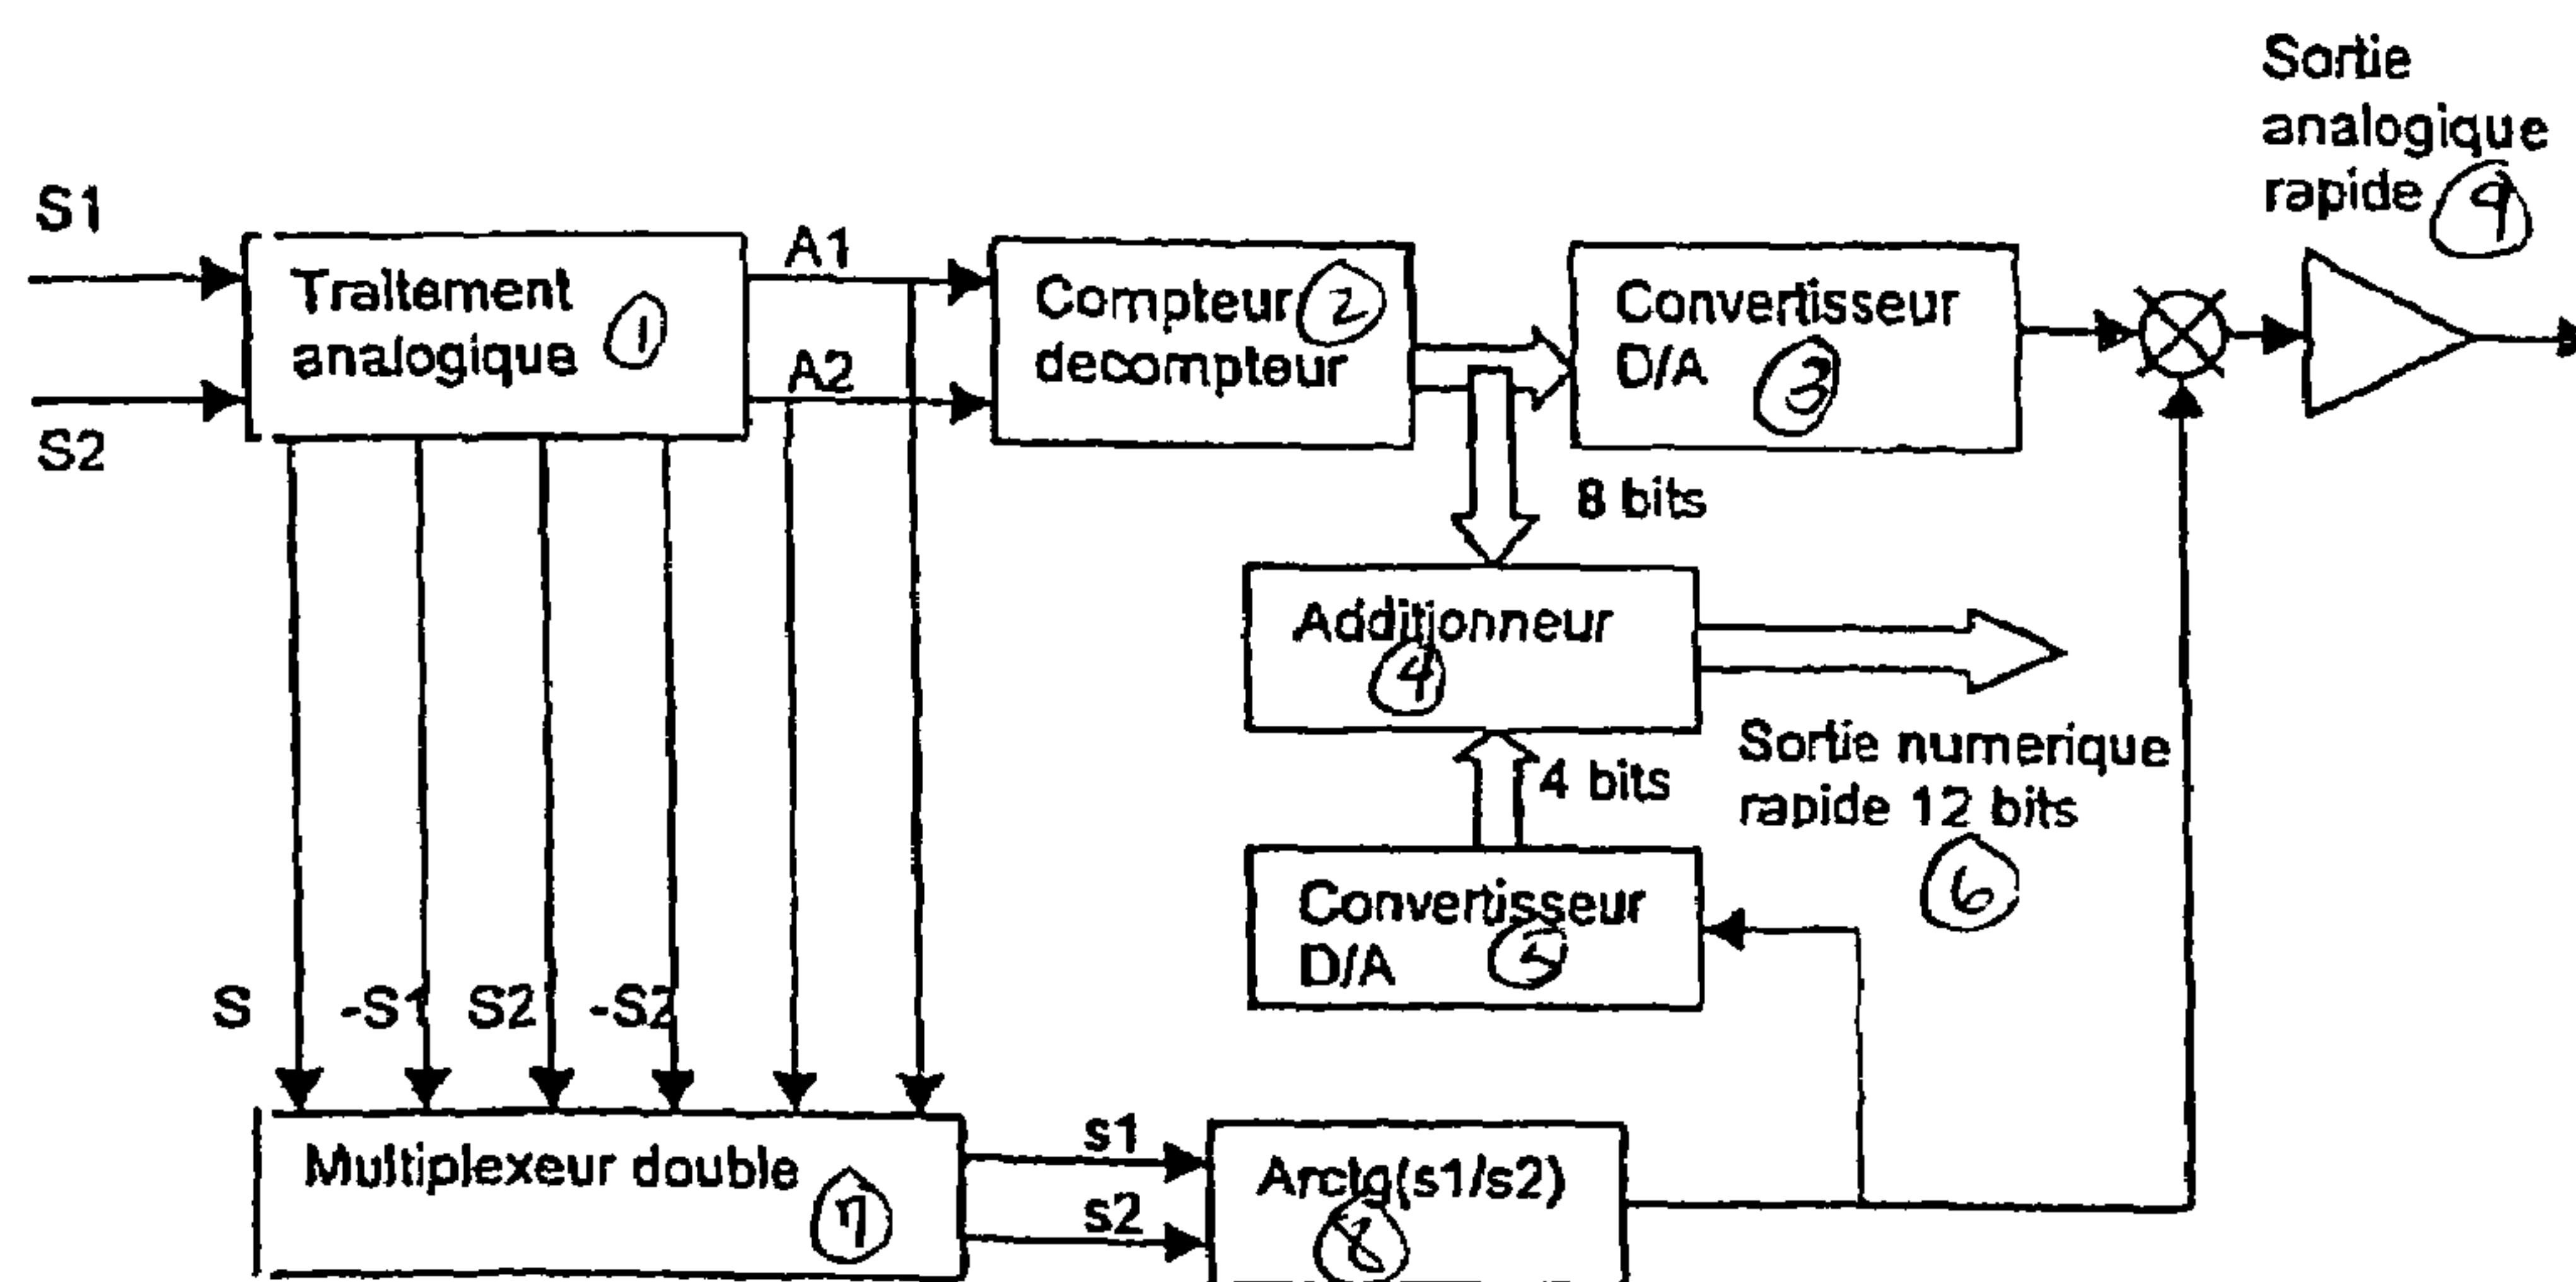 Sortie
analogique
rapide 9
S1
S2
Traitement
analogique 1
A1
A2
Compteur 2
decompteur
Convertisseur
D/A 3
8 bits
Additionneur
4
4 bits
Sortie numerique
rapide 12 bits
6
Convertisseur
D/A 5
S -S1 S2 -S2
Multiplexeur double
7
s1
s2
Arctg(s1/s2)
8